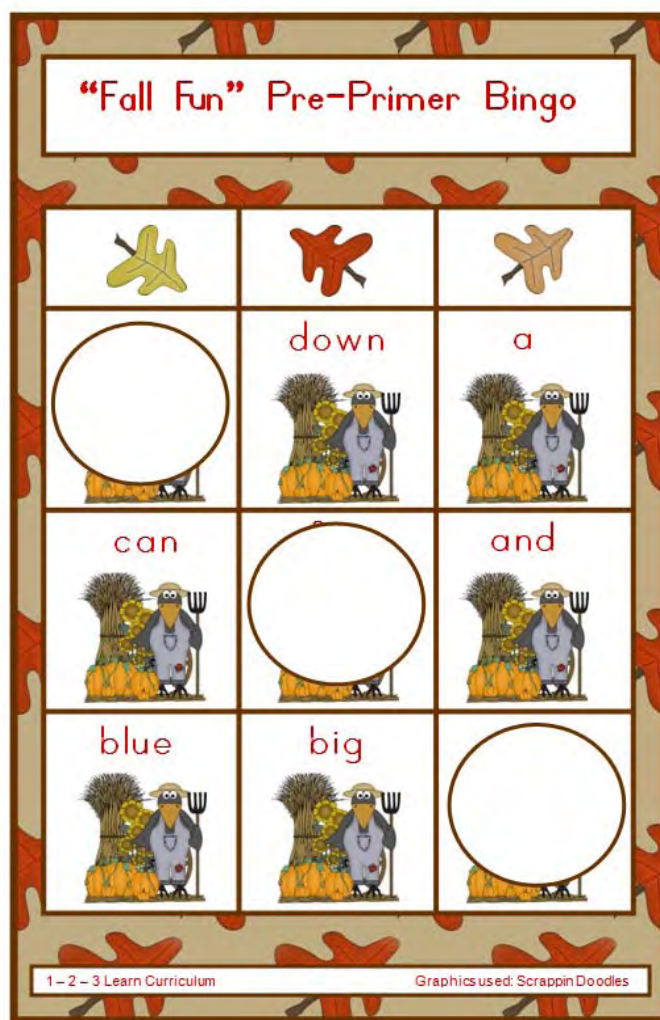 “Fall Fun” Pre-Primer Bingo
down a
can and
blue big
1 – 2 – 3 Learn Curriculum Graphics used: Scrappin Doodles